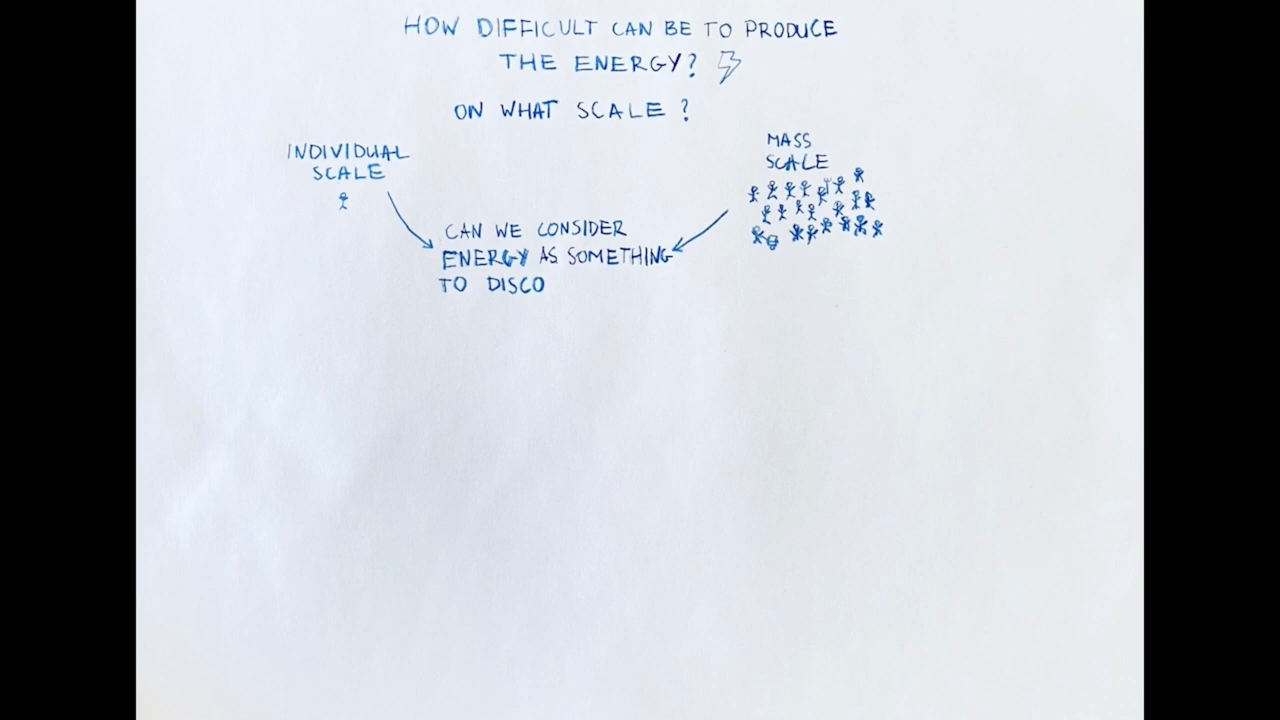 HOW DIFFICULT CAN BE TO PRODUCE
THE ENERGY?
ON WHAT SCALE?
INDIVIDUAL
SCALE
MASS
SCALE
CAN WE CONSIDER
ENERGY AS SOMETHING
TO DISCO